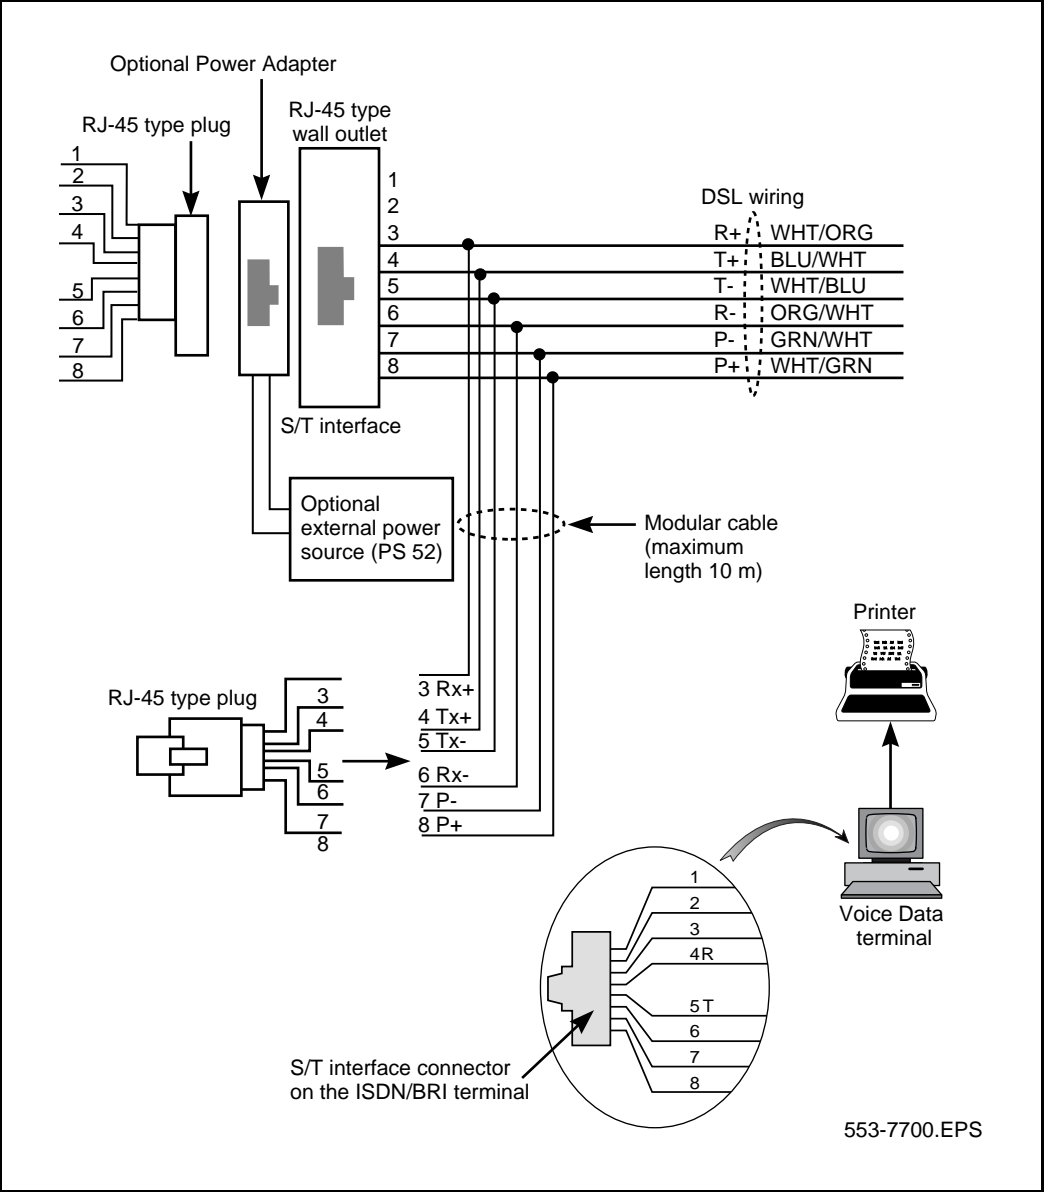 Optional Power Adapter
RJ-45 type plug
RJ-45 type
wall outlet
1
2
3
4
5
6
7
8
1
2
3
4
5
6
7
8
DSL wiring
R+ WHT/ORG
T+ BLU/WHT
T- WHT/BLU
R- ORG/WHT
P- GRN/WHT
P+ WHT/GRN
S/T interface
Optional
external power
source (PS 52)
Modular cable
(maximum
length 10 m)
Printer
RJ-45 type plug
3
4
5
6
7
8
3 Rx+
4 Tx+
5 Tx-
6 Rx-
7 P-
8 P+
Voice Data
terminal
1
2
3
4 R
5 T
6
7
8
S/T interface connector
on the ISDN/BRI terminal
553-7700.EPS